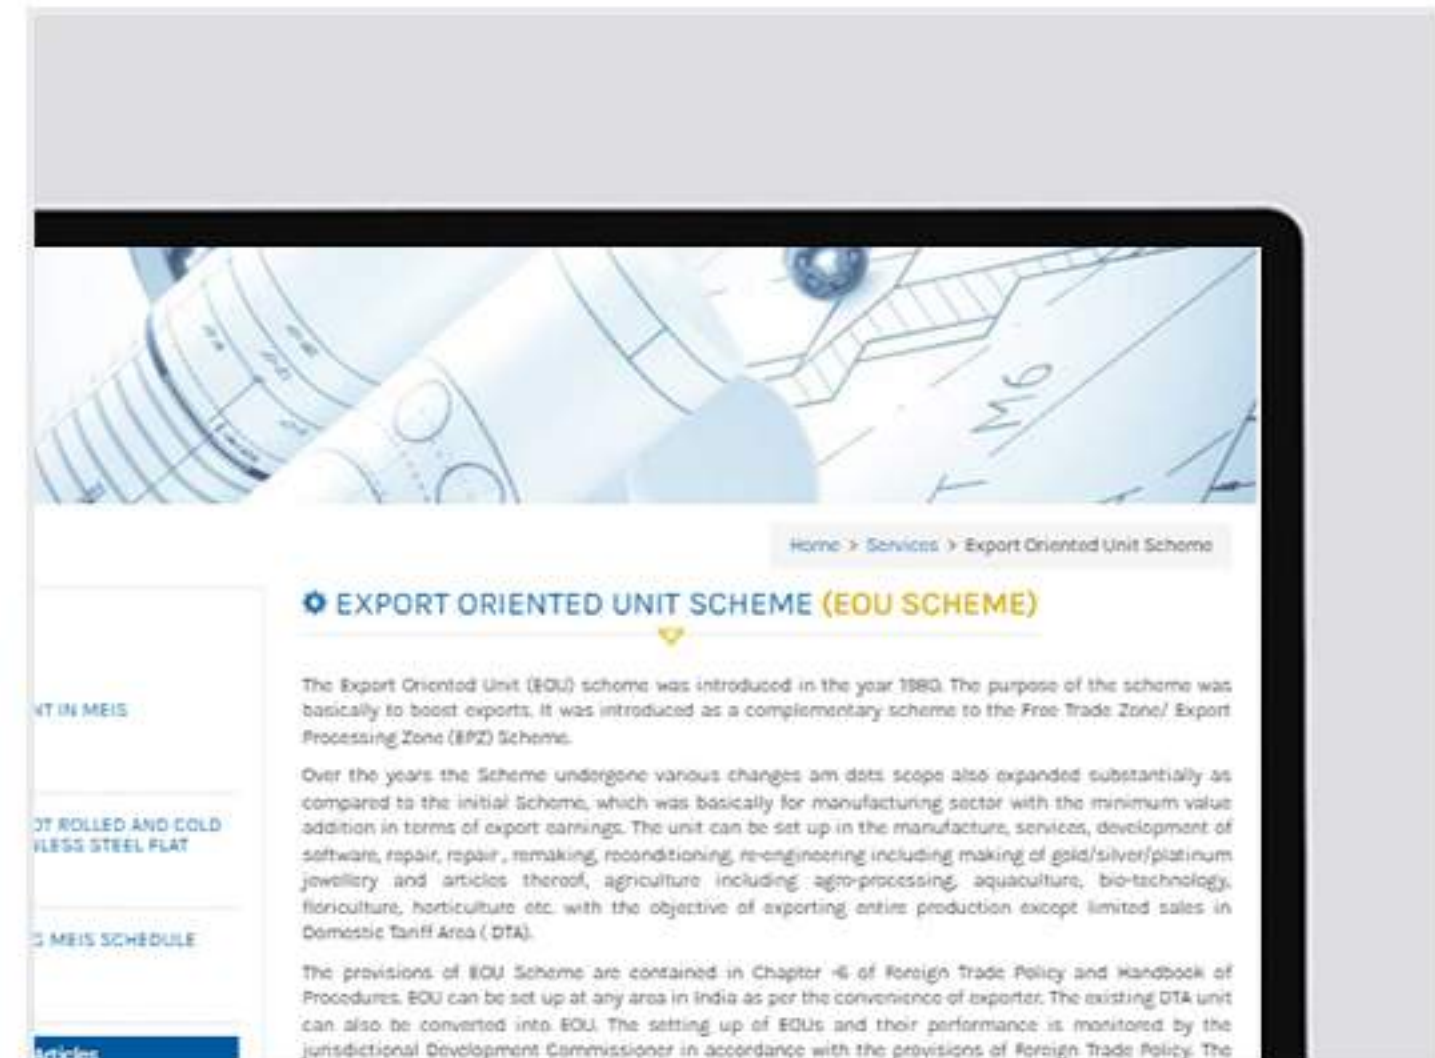 M6
Home > Services > Export Oriented Unit Scheme
EXPORT ORIENTED UNIT SCHEME (EOU SCHEME)
The Export Oriented Unit (EOU) scheme was introduced in the year 1980. The purpose of the scheme was
basically to boost exports. It was introduced as a complementary scheme to the Free Trade Zone/ Export
Processing Zone (EPZ) Scheme.
Over the years the Scheme undergone various changes am dots scope also expanded substantially as
compared to the initial Scheme, which was basically for manufacturing sector with the minimum value
addition in terms of export earnings. The unit can be set up in the manufacture, services, development of
software, repair, repair , remaking, reconditioning, re-engineering including making of gold/silver/platinum
jewellery and articles thereof, agriculture including agro-processing, aquaculture, bio-technology,
floriculture, horticulture etc. with the objective of exporting entire production except limited sales in
Domestic Tariff Area ( DTA).
The provisions of EOU Scheme are contained in Chapter -6 of Foreign Trade Policy and Handbook of
Procedures. EOU can be set up at any area in India as per the convenience of exporter. The existing DTA unit
can also be converted into EOU. The setting up of EOUs and their performance is monitored by the
jurisdictional Development Commissioner in accordance with the provisions of Foreign Trade Policy. The
NT IN MEIS
OT ROLLED AND COLD
NLESS STEEL FLAT
G MEIS SCHEDULE
Articles